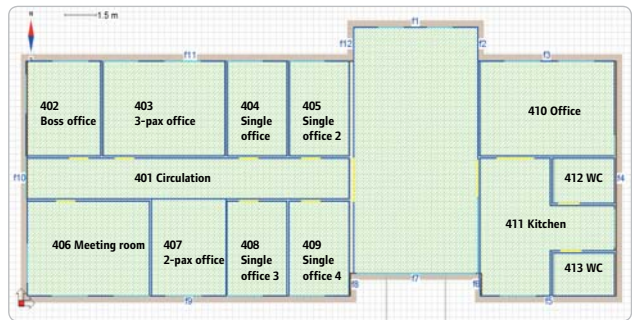 N
1.5 m
f1
f12
f2
f11
f3
402
Boss office
403
3-pax office
404
Single
office
405
Single
office 2
410 Office
f10
401 Circulation
412 WC
f4
411 Kitchen
406 Meeting room
407
2-pax office
408
Single
office 3
409
Single
office 4
413 WC
f8
f7
f6
f9
f5